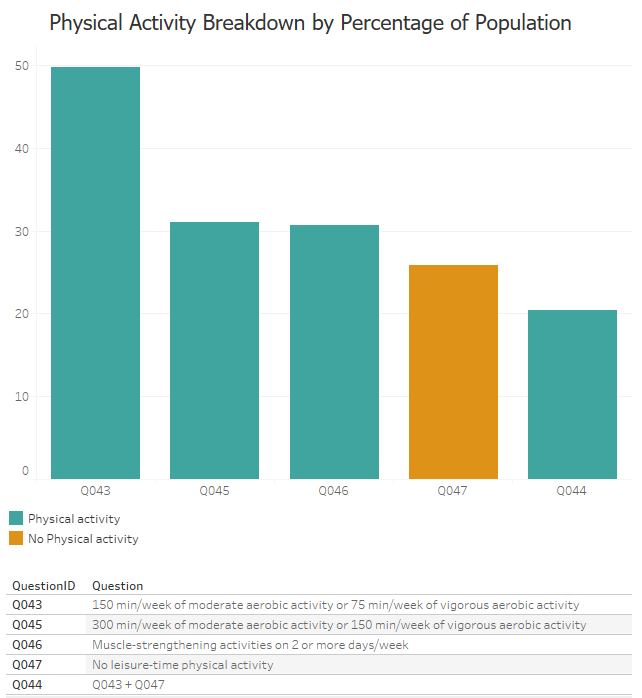 Physical Activity Breakdown by Percentage of Population
50
40
30
20
10
0
Q043 Q045 Q046 Q047 Q044
Physical activity
No Physical activity
QuestionID Question
Q043 150 min/week of moderate aerobic activity or 75 min/week of vigorous aerobic activity
Q045 300 min/week of moderate aerobic activity or 150 min/week of vigorous aerobic activity
Q046 Muscle-strengthening activities on 2 or more days/week
Q047 No leisure-time physical activity
Q044 Q043 + Q047